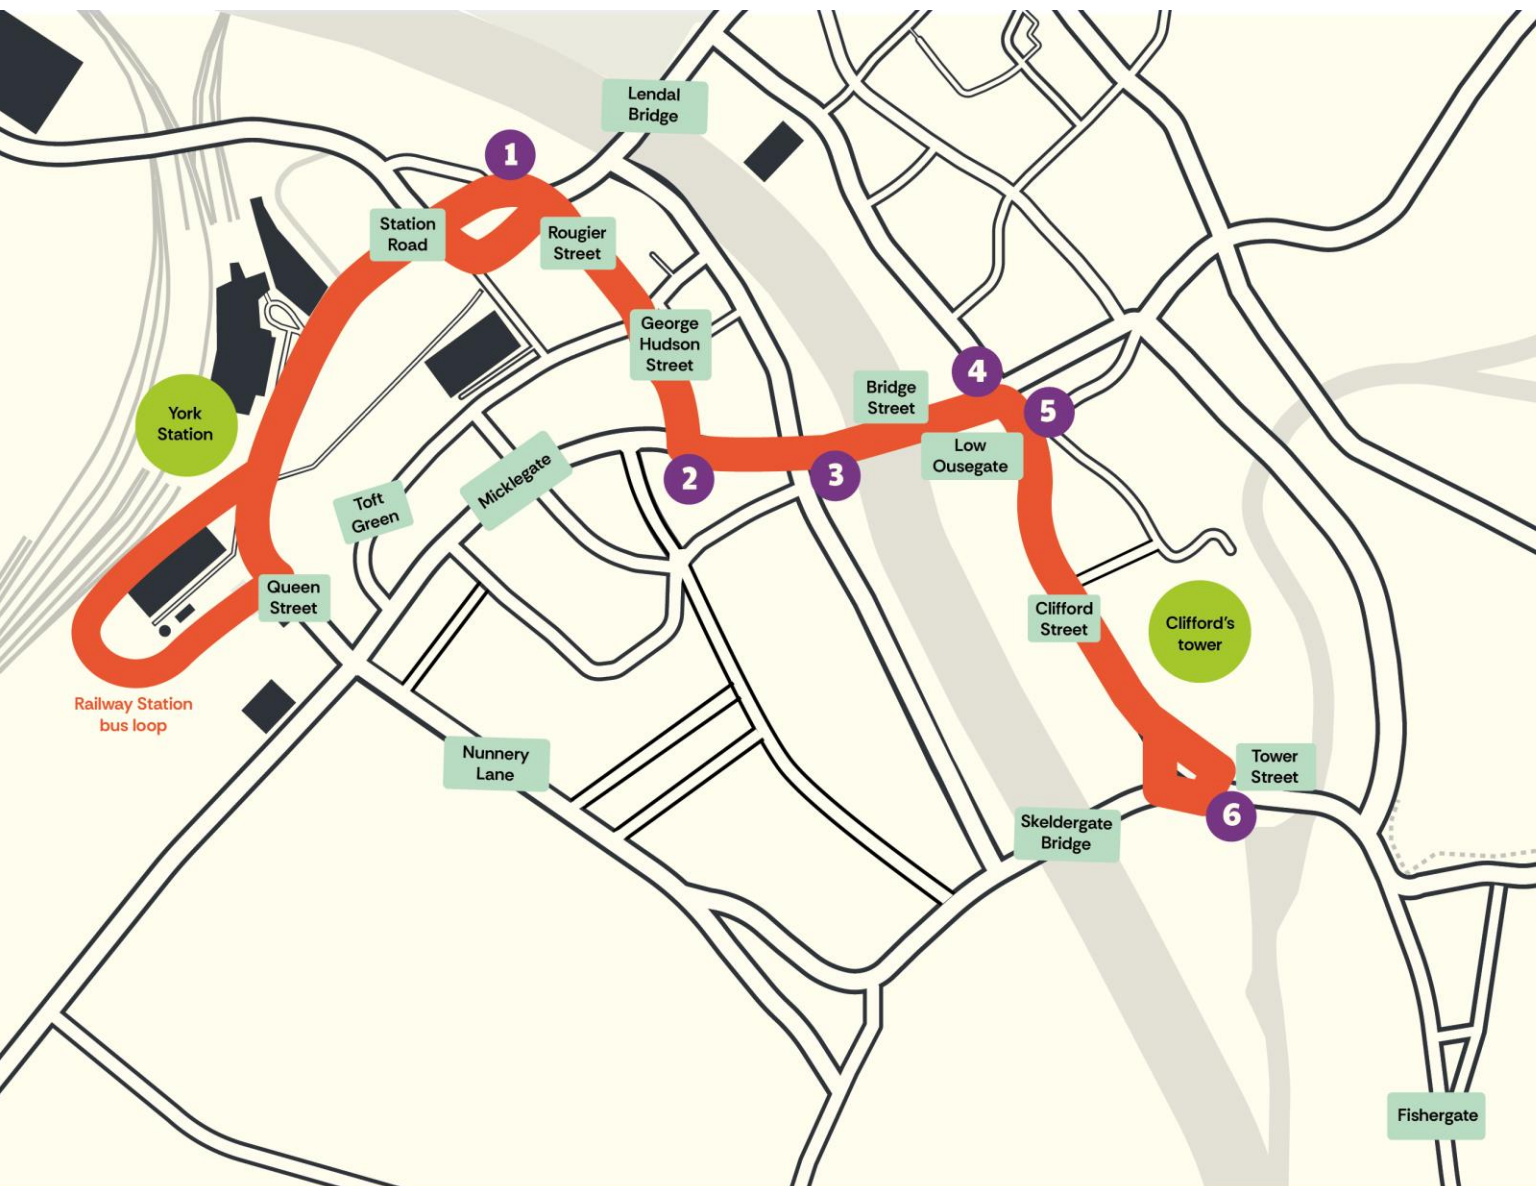 Lendal
Bridge
1
Station
Road
Rougier
Street
George
Hudson
Street
4
Bridge
Street
5
York
Station
Low
Ousegate
Micklegate
2
3
Toft
Green
Queen
Street
Clifford
Street
Clifford's
tower
Railway Station
bus loop
Nunnery
Lane
Tower
Street
6
Skeldergate
Bridge
Fishergate